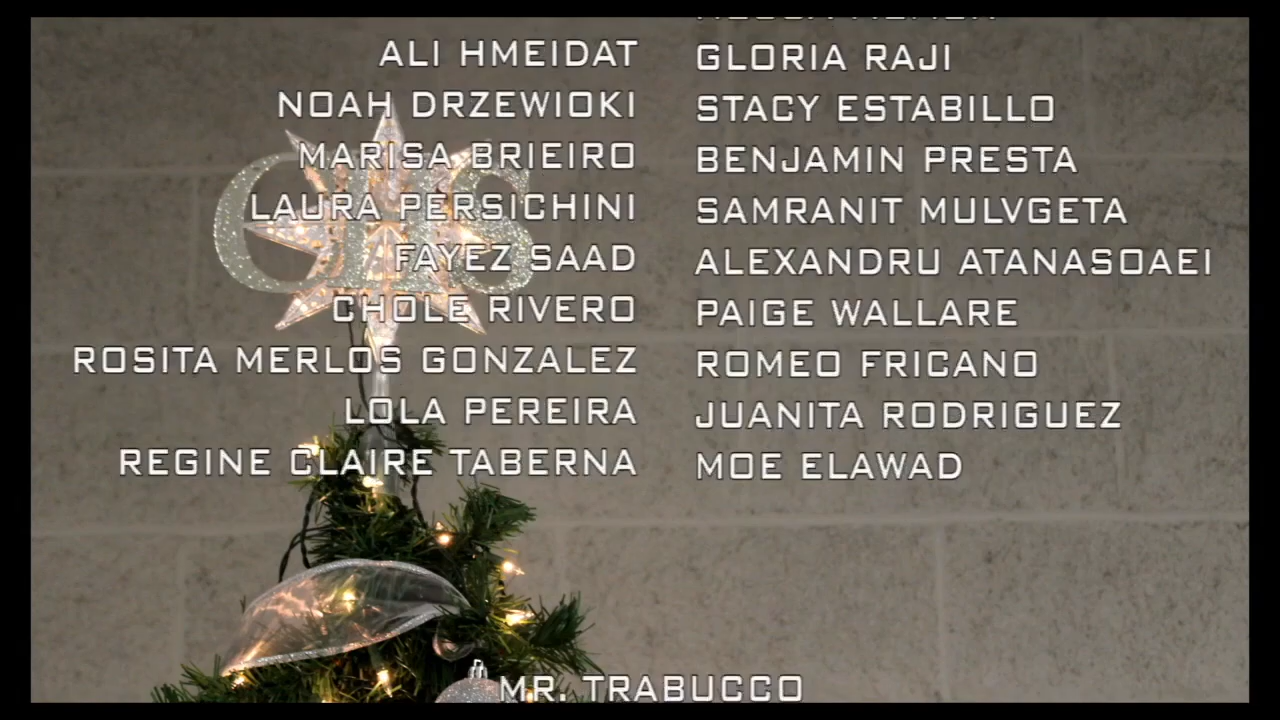 ALI HMEIDAT
GLORIA RAJI
NOAH DRZEWIOKI
STACY ESTABILLO
MARISA BRIEIRO
BENJAMIN PRESTA
LAURA PERSICHINI
SAMRANIT MULVGETA
FAYEZ SAAD
ALEXANDRU ATANASOAEI
CHOLE RIVERO
PAIGE WALLARE
ROSITA MERLOS GONZALEZ
ROMEO FRICANO
LOLA PEREIRA
JUANITA RODRIGUEZ
REGINE CLAIRE TABERNA
MOE ELAWAD
MR. TRABUCCO